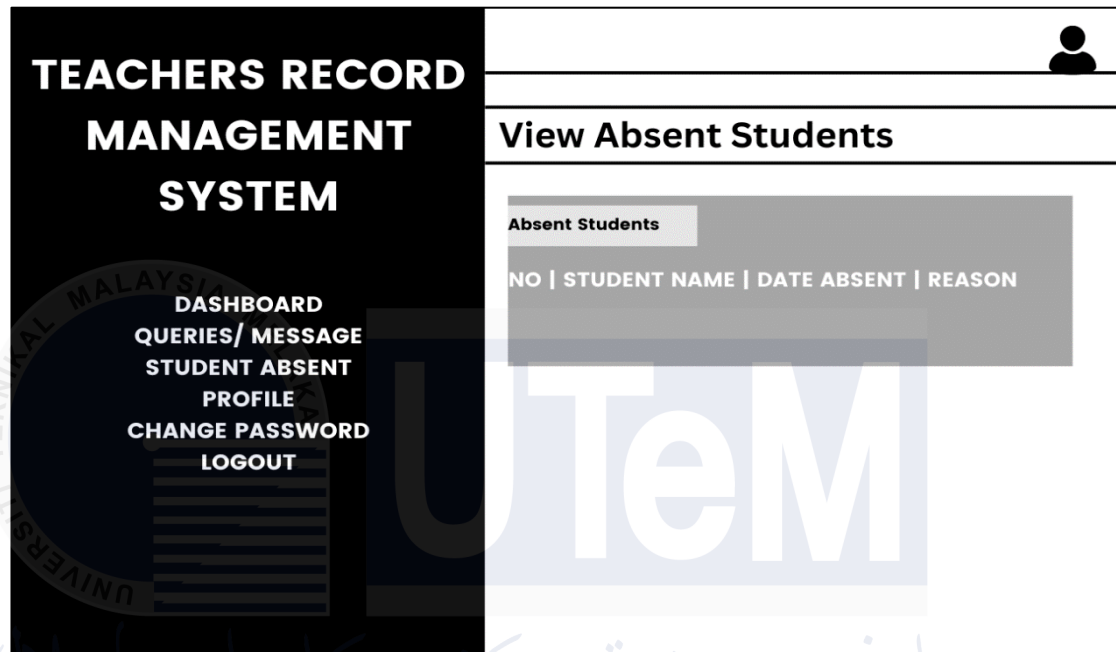 TEACHERS RECORD
MANAGEMENT
SYSTEM
DASHBOARD
QUERIES/ MESSAGE
STUDENT ABSENT
PROFILE
CHANGE PASSWORD
LOGOUT
View Absent Students
Absent Students
NO | STUDENT NAME | DATE ABSENT | REASON
MALAYSIA
UTeM